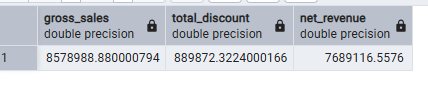 gross_sales total_discount net_revenue
double precision double precision double precision
1 8578988.880000794 889872.3224000166 7689116.5576